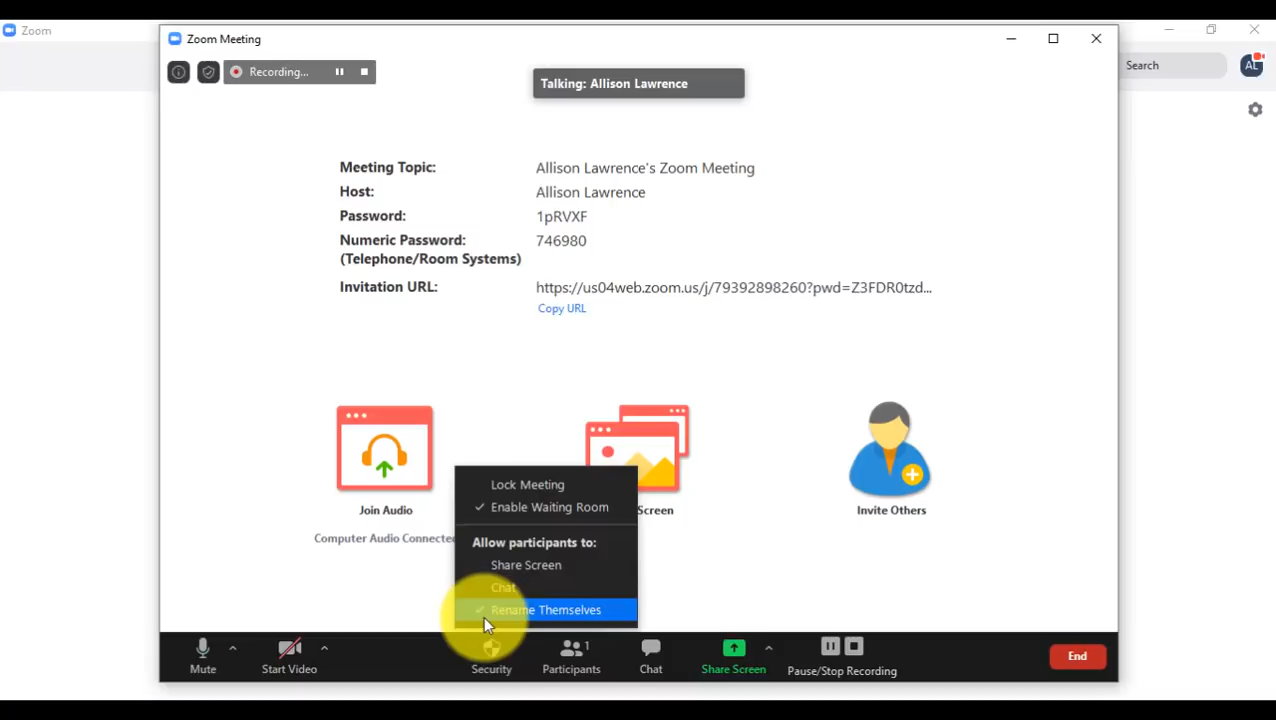 Zoom
Zoom Meeting
Recording...
Talking: Allison Lawrence
Search
AL
Meeting Topic: Allison Lawrence's Zoom Meeting
Host: Allison Lawrence
Password: 1pRVXF
Numeric Password: 746980
(Telephone/Room Systems)
Invitation URL: https://us04web.zoom.us/j/79392898260?pwd=Z3FDR0tzd...
Copy URL
Join Audio
Computer Audio Connected
Screen
Invite Others
Lock Meeting
✓ Enable Waiting Room
Allow participants to:
Share Screen
Chat
✓ Rename Themselves
Mute
Start Video
Security
1
Participants
Chat
Share Screen
Pause/Stop Recording
End